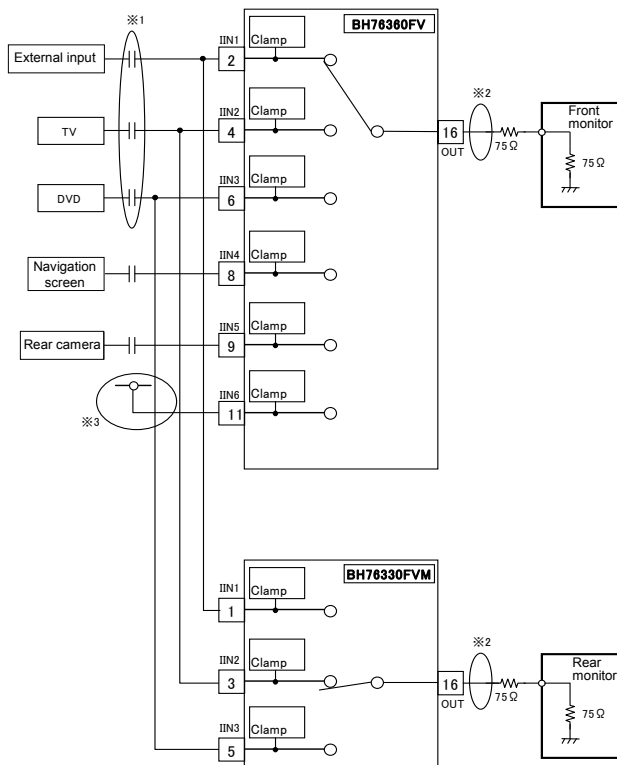 ※1
BH76360FV
External input
IIN1
2
Clamp
TV
IIN2
4
Clamp
※2
16
OUT
75Ω
Front
monitor
75Ω
DVD
IIN3
6
Clamp
Navigation
screen
IIN4
8
Clamp
Rear camera
IIN5
9
Clamp
※3
IIN6
11
Clamp
BH76330FVM
IIN1
1
Clamp
IIN2
3
Clamp
※2
16
OUT
75Ω
Rear
monitor
75Ω
IIN3
5
Clamp